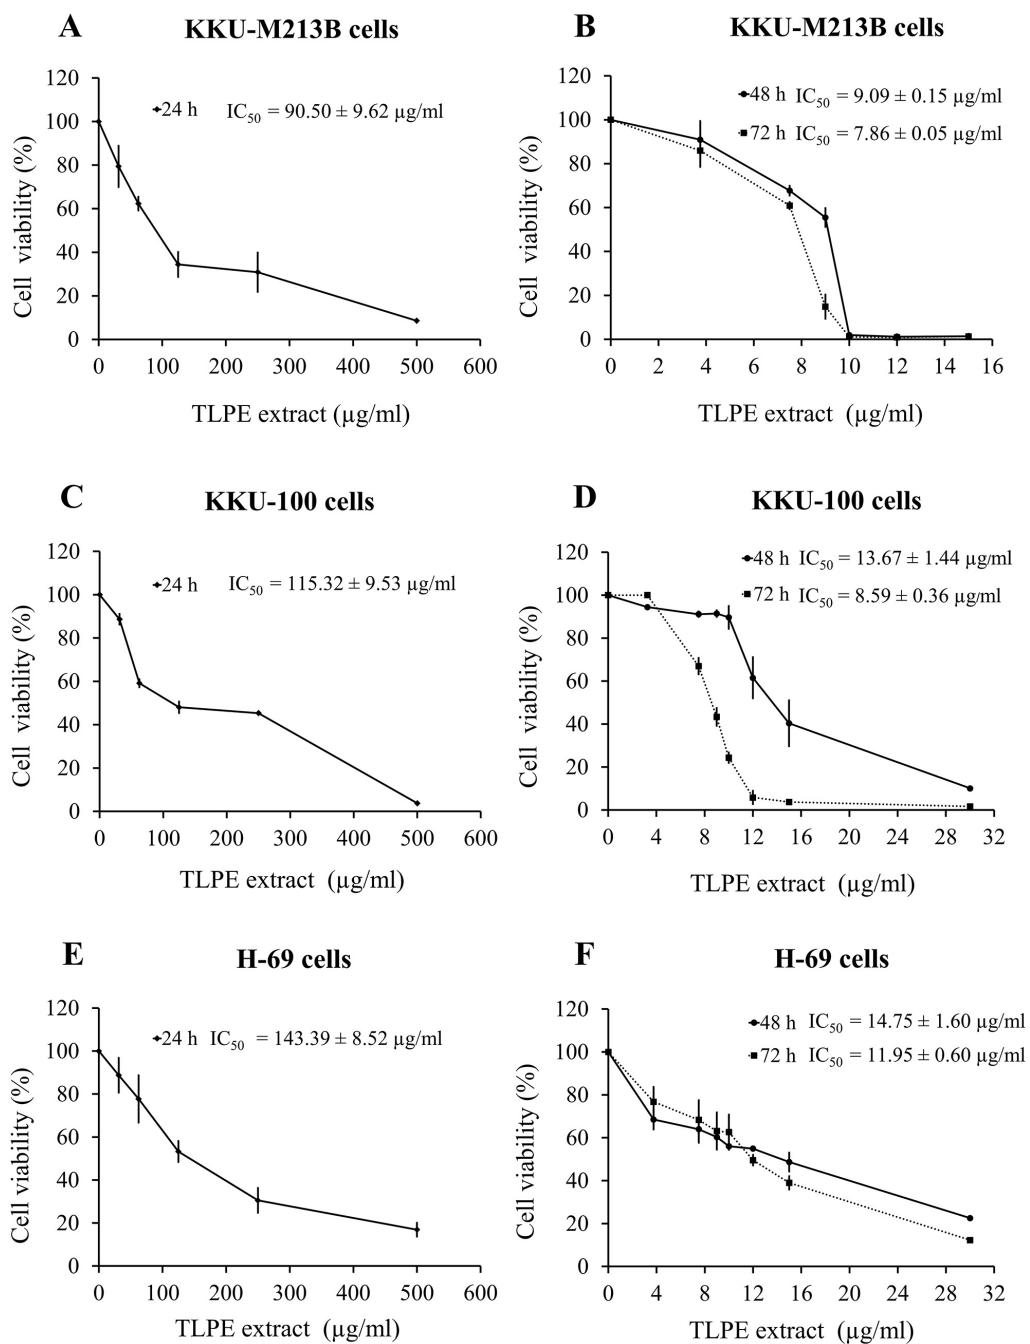 A
KKU-M213B cells
120
100
80
60
40
20
0
0 100 200 300 400 500 600
Cell viability (%)
TLPE extract (µg/ml)
24 h IC50 = 90.50 ± 9.62 µg/ml
B
KKU-M213B cells
120
100
80
60
40
20
0
0 2 4 6 8 10 12 14 16
Cell viability (%)
TLPE extract (µg/ml)
48 h IC50 = 9.09 ± 0.15 µg/ml
72 h IC50 = 7.86 ± 0.05 µg/ml
C
KKU-100 cells
120
100
80
60
40
20
0
0 100 200 300 400 500 600
Cell viability (%)
TLPE extract (µg/ml)
24 h IC50 = 115.32 ± 9.53 µg/ml
D
KKU-100 cells
120
100
80
60
40
20
0
0 4 8 12 16 20 24 28 32
Cell viability (%)
TLPE extract (µg/ml)
48 h IC50 = 13.67 ± 1.44 µg/ml
72 h IC50 = 8.59 ± 0.36 µg/ml
E
H-69 cells
120
100
80
60
40
20
0
0 100 200 300 400 500 600
Cell viability (%)
TLPE extract (µg/ml)
24 h IC50 = 143.39 ± 8.52 µg/ml
F
H-69 cells
120
100
80
60
40
20
0
0 4 8 12 16 20 24 28 32
Cell viability (%)
TLPE extract (µg/ml)
48 h IC50 = 14.75 ± 1.60 µg/ml
72 h IC50 = 11.95 ± 0.60 µg/ml